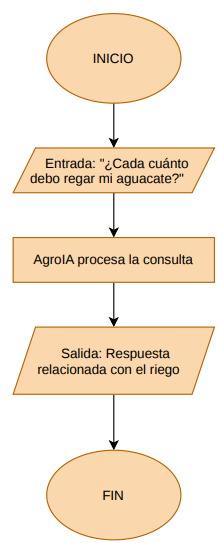 INICIO
Entrada: "¿Cada cuánto
debo regar mi aguacate?"
AgroIA procesa la consulta
Salida: Respuesta
relacionada con el riego
FIN